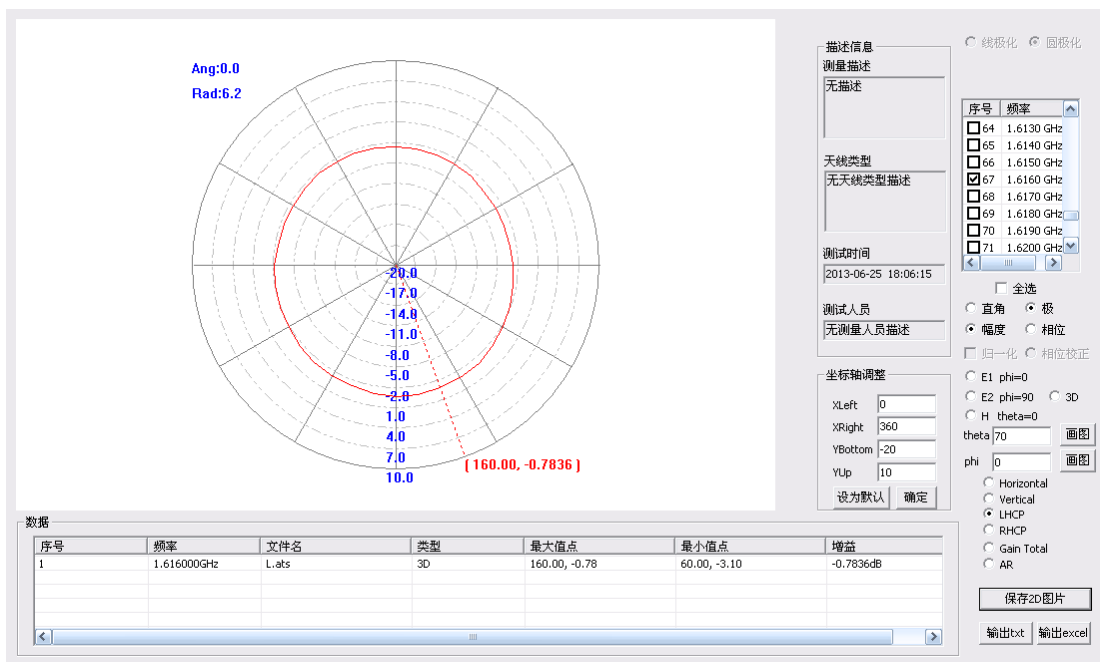 Ang:0.0
Rad:6.2
-20.0
-17.0
-14.0
-11.0
-8.0
-5.0
-2.0
1.0
4.0
7.0
10.0
( 160.00, -0.7836 )
描述信息
测量描述
无描述
天线类型
无天线类型描述
测试时间
2013-06-25 18:06:15
测试人员
无测量人员描述
坐标轴调整
XLeft 0
XRight 360
YBottom -20
YUp 10
设为默认 确定
线极化 圆极化
序号 频率
64 1.6130 GHz
65 1.6140 GHz
66 1.6150 GHz
67 1.6160 GHz
68 1.6170 GHz
69 1.6180 GHz
70 1.6190 GHz
71 1.6200 GHz
全选
直角 极
幅度 相位
归一化 相位校正
E1 phi=0
E2 phi=90 3D
H theta=0
theta 70 画图
phi 0 画图
Horizontal
Vertical
LHCP
RHCP
Gain Total
AR
保存2D图片
输出txt 输出excel
数据
序号 频率 文件名 类型 最大值点 最小值点 增益
1 1.616000GHz L.ats 3D 160.00, -0.78 60.00, -3.10 -0.7836dB